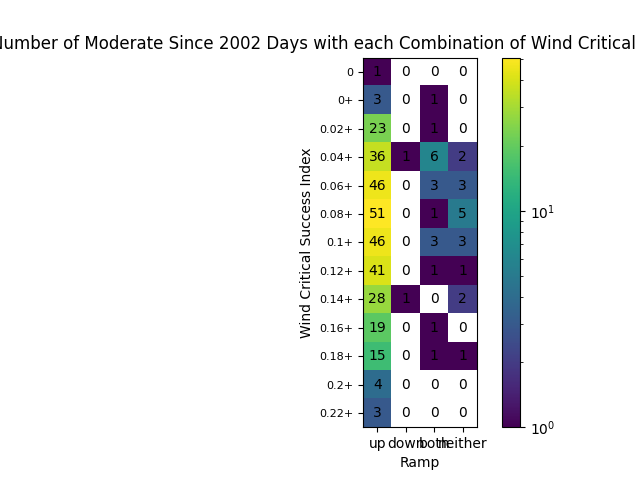 Number of Moderate Since 2002 Days with each Combination of Wind Critical
Wind Critical Success Index
0 1 0 0 0
0+ 3 0 1 0
0.02+ 23 0 1 0
0.04+ 36 1 6 2
0.06+ 46 0 3 3
0.08+ 51 0 1 5
0.1+ 46 0 3 3
0.12+ 41 0 1 1
0.14+ 28 1 0 2
0.16+ 19 0 1 0
0.18+ 15 0 1 1
0.2+ 4 0 0 0
0.22+ 3 0 0 0
up down both neither
Ramp
10^1
10^0